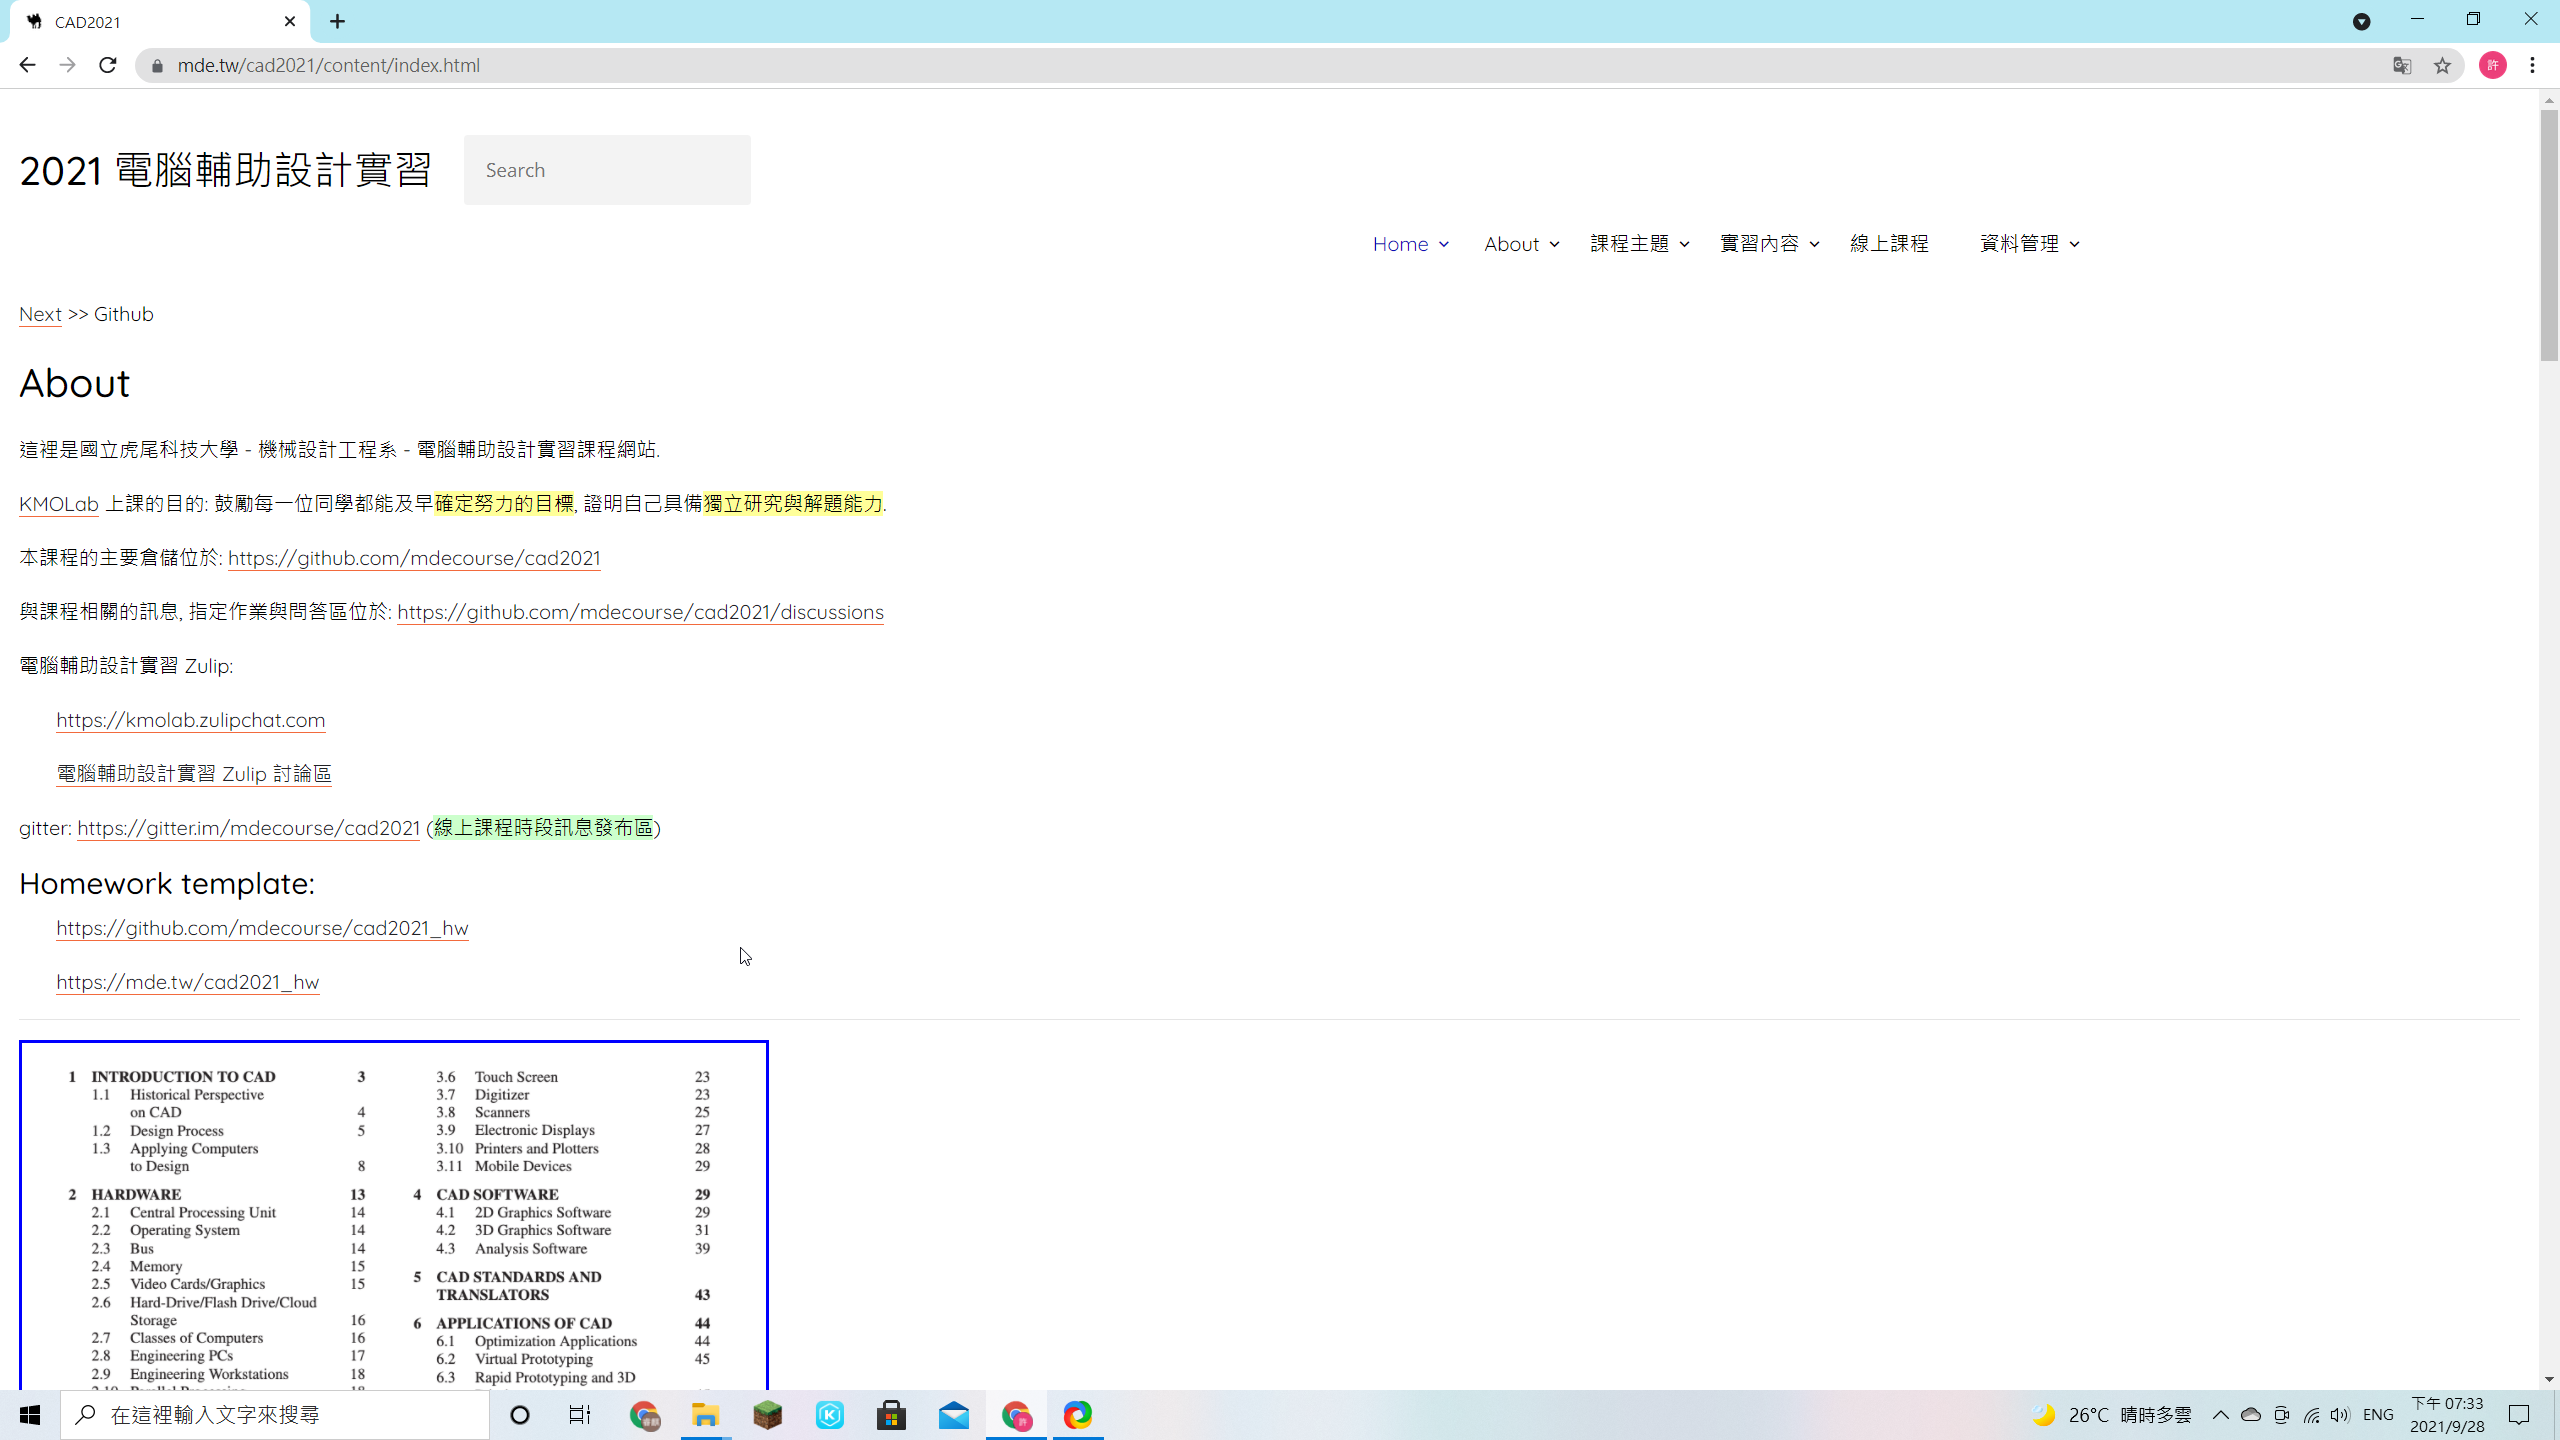 CAD2021
mde.tw/cad2021/content/index.html
許
2021 電腦輔助設計實習
Search
Home About 課程主題 實習內容 線上課程 資料管理
Next >> Github
About
這裡是國立虎尾科技大學 - 機械設計工程系 - 電腦輔助設計實習課程網站.
KMOLab 上課的目的: 鼓勵每一位同學都能及早確定努力的目標, 證明自己具備獨立研究與解題能力.
本課程的主要倉儲位於: https://github.com/mdecourse/cad2021
與課程相關的訊息, 指定作業與問答區位於: https://github.com/mdecourse/cad2021/discussions
電腦輔助設計實習 Zulip:
https://kmolab.zulipchat.com
電腦輔助設計實習 Zulip 討論區
gitter: https://gitter.im/mdecourse/cad2021 (線上課程時段訊息發布區)
Homework template:
https://github.com/mdecourse/cad2021_hw
https://mde.tw/cad2021_hw
1 INTRODUCTION TO CAD 3
1.1 Historical Perspective
on CAD 4
1.2 Design Process 5
1.3 Applying Computers
to Design 8
2 HARDWARE 13
2.1 Central Processing Unit 14
2.2 Operating System 14
2.3 Bus 14
2.4 Memory 15
2.5 Video Cards/Graphics 15
2.6 Hard-Drive/Flash Drive/Cloud
Storage 16
2.7 Classes of Computers 16
2.8 Engineering PCs 17
2.9 Engineering Workstations 18
3.6 Touch Screen 23
3.7 Digitizer 23
3.8 Scanners 25
3.9 Electronic Displays 27
3.10 Printers and Plotters 28
3.11 Mobile Devices 29
4 CAD SOFTWARE 29
4.1 2D Graphics Software 29
4.2 3D Graphics Software 31
4.3 Analysis Software 39
5 CAD STANDARDS AND
TRANSLATORS 43
6 APPLICATIONS OF CAD 44
6.1 Optimization Applications 44
6.2 Virtual Prototyping 45
6.3 Rapid Prototyping and 3D
在這裡輸入文字來搜尋
26°C 晴時多雲
ENG
下午 07:33
2021/9/28